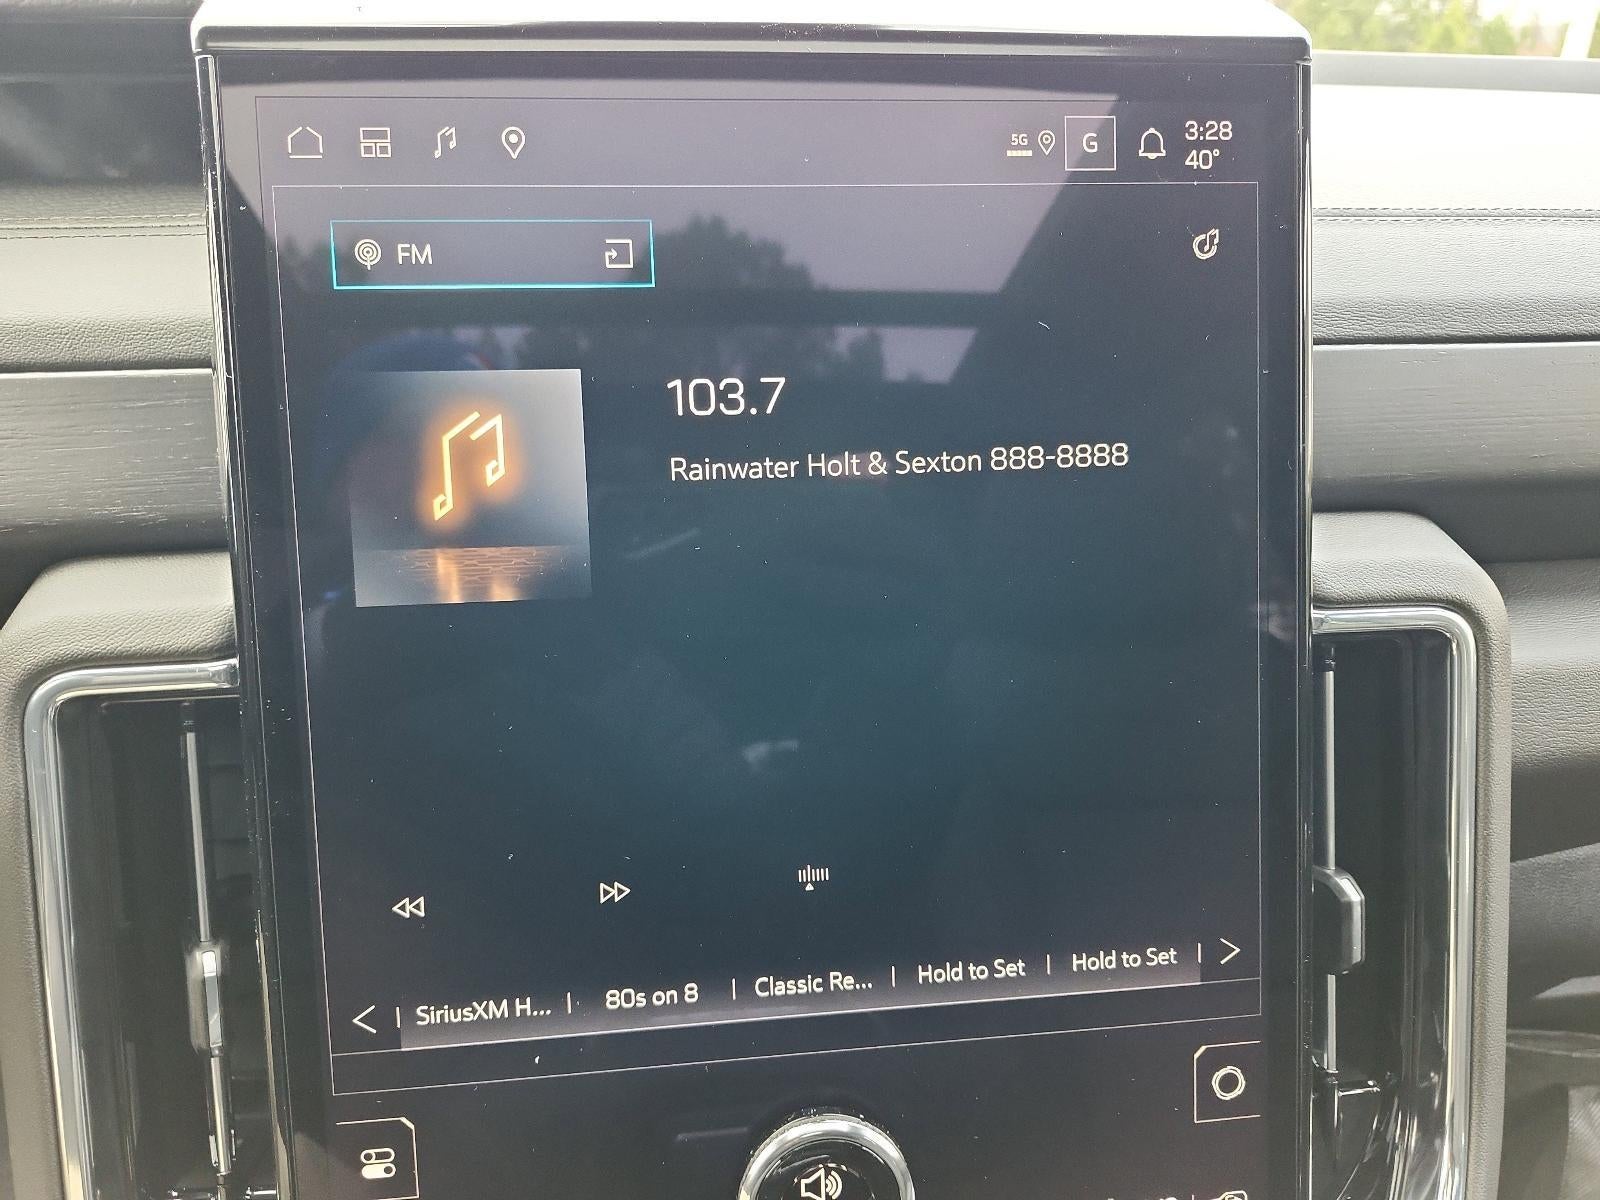 5G
G
3:28
40°
FM
103.7
Rainwater Holt & Sexton 888-8888
SiriusXM H... | 80s on 8 | Classic Re... | Hold to Set | Hold to Set |